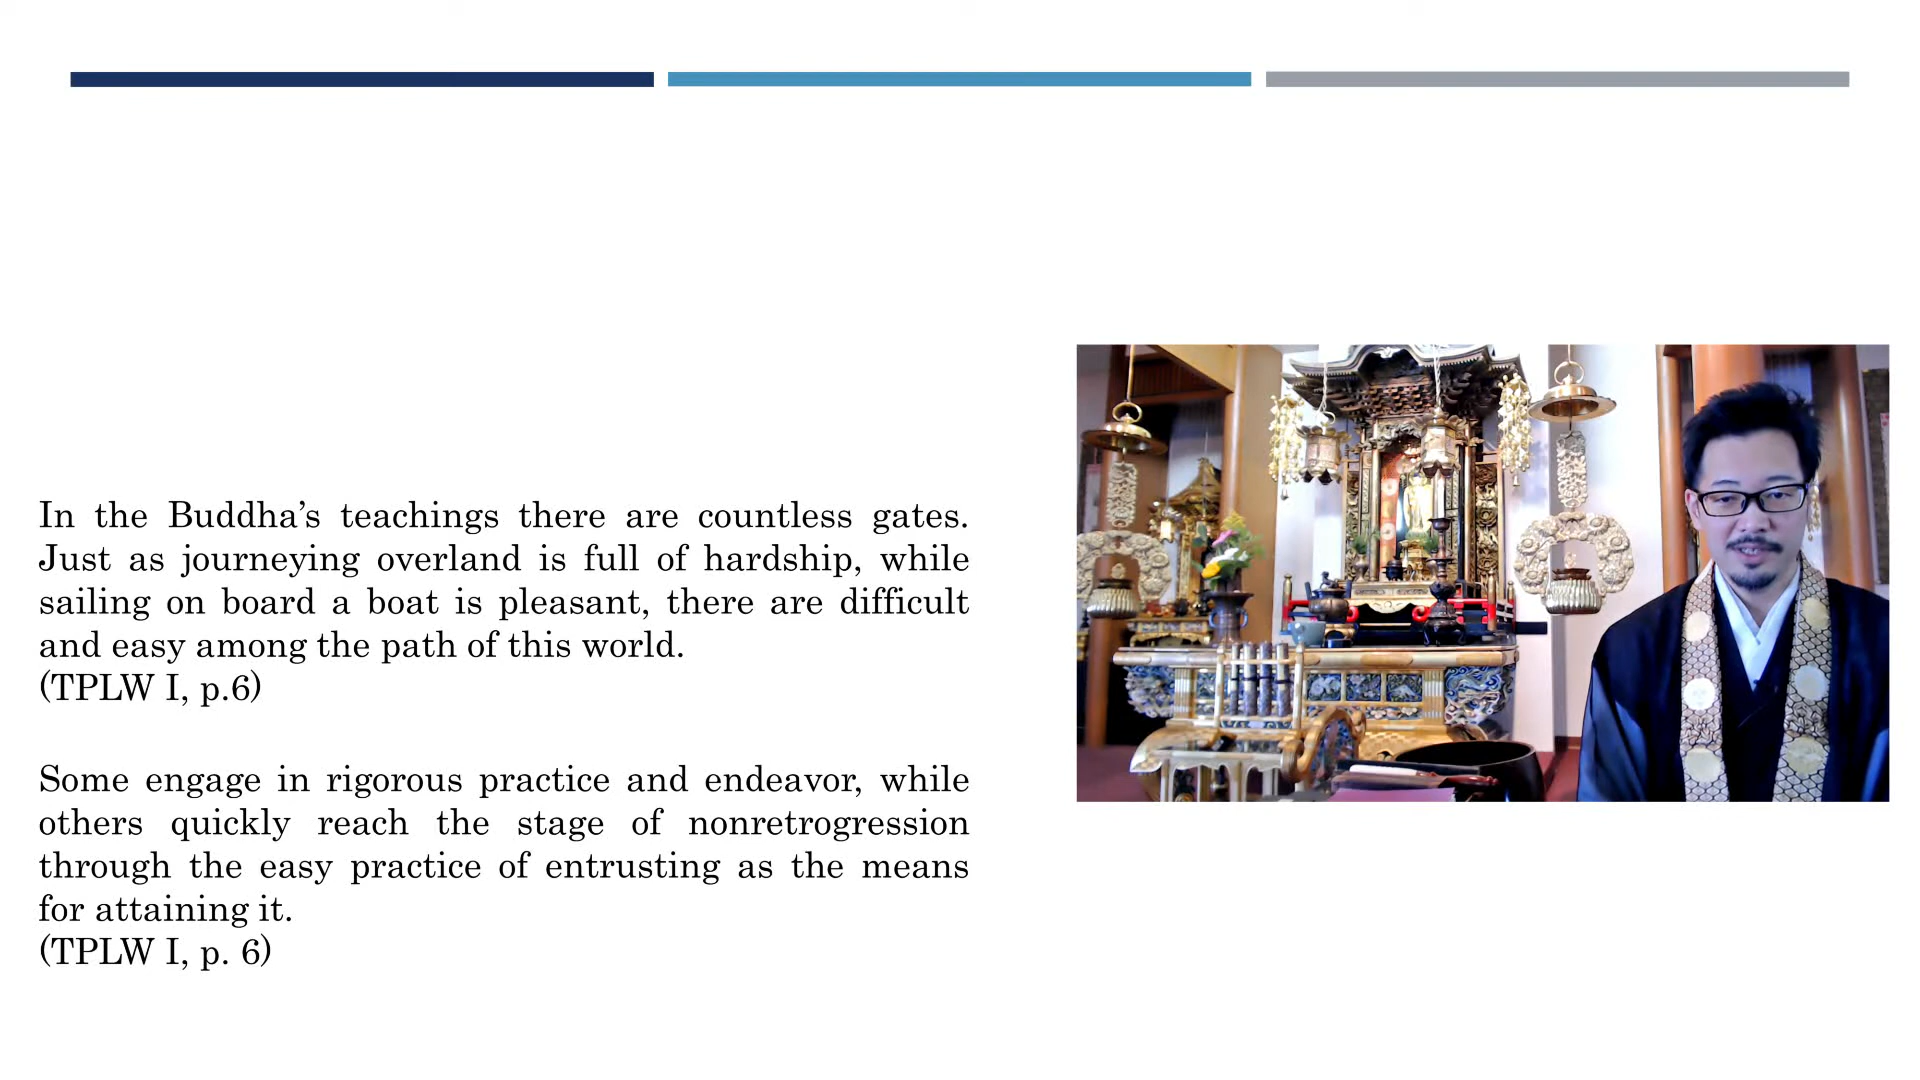 In the Buddha’s teachings there are countless gates.
Just as journeying overland is full of hardship, while
sailing on board a boat is pleasant, there are difficult
and easy among the path of this world.
(TPLW I, p.6)
Some engage in rigorous practice and endeavor, while
others quickly reach the stage of nonretrogression
through the easy practice of entrusting as the means
for attaining it.
(TPLW I, p. 6)